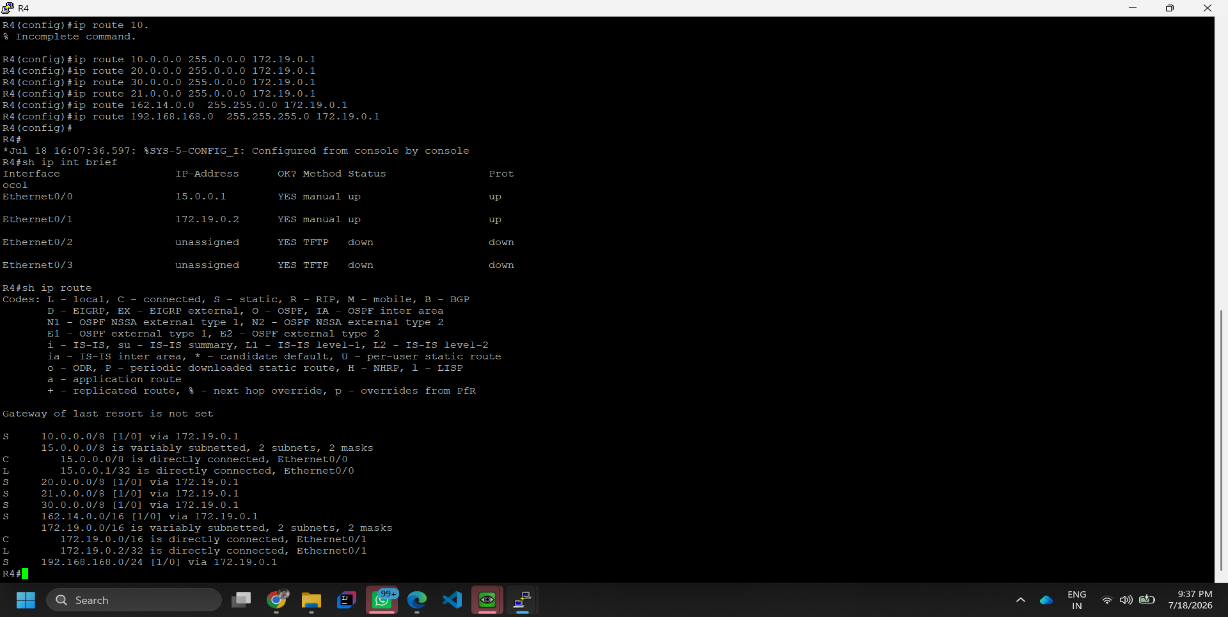 R4
R4(config)#ip route 10.
% Incomplete command.
R4(config)#ip route 10.0.0.0 255.0.0.0 172.19.0.1
R4(config)#ip route 20.0.0.0 255.0.0.0 172.19.0.1
R4(config)#ip route 30.0.0.0 255.0.0.0 172.19.0.1
R4(config)#ip route 21.0.0.0 255.0.0.0 172.19.0.1
R4(config)#ip route 162.14.0.0  255.255.0.0 172.19.0.1
R4(config)#ip route 192.168.168.0  255.255.255.0 172.19.0.1
R4(config)#
R4#
*Jul 18 16:07:36.597: %SYS-5-CONFIG_I: Configured from console by console
R4#sh ip int brief
Interface                  IP-Address      OK? Method Status                Prot
ocol
Ethernet0/0                15.0.0.1        YES manual up                    up
Ethernet0/1                172.19.0.2      YES manual up                    up
Ethernet0/2                unassigned      YES TFTP   down                  down
Ethernet0/3                unassigned      YES TFTP   down                  down
R4#sh ip route
Codes: L - local, C - connected, S - static, R - RIP, M - mobile, B - BGP
       D - EIGRP, EX - EIGRP external, O - OSPF, IA - OSPF inter area
       N1 - OSPF NSSA external type 1, N2 - OSPF NSSA external type 2
       E1 - OSPF external type 1, E2 - OSPF external type 2
       i - IS-IS, su - IS-IS summary, L1 - IS-IS level-1, L2 - IS-IS level-2
       ia - IS-IS inter area, * - candidate default, U - per-user static route
       o - ODR, P - periodic downloaded static route, H - NHRP, l - LISP
       a - application route
       + - replicated route, % - next hop override, p - overrides from PfR
Gateway of last resort is not set
S     10.0.0.0/8 [1/0] via 172.19.0.1
      15.0.0.0/8 is variably subnetted, 2 subnets, 2 masks
C        15.0.0.0/8 is directly connected, Ethernet0/0
L        15.0.0.1/32 is directly connected, Ethernet0/0
S     20.0.0.0/8 [1/0] via 172.19.0.1
S     21.0.0.0/8 [1/0] via 172.19.0.1
S     30.0.0.0/8 [1/0] via 172.19.0.1
S     162.14.0.0/16 [1/0] via 172.19.0.1
      172.19.0.0/16 is variably subnetted, 2 subnets, 2 masks
C        172.19.0.0/16 is directly connected, Ethernet0/1
L        172.19.0.2/32 is directly connected, Ethernet0/1
S     192.168.168.0/24 [1/0] via 172.19.0.1
R4#
Search
99+
ENG
IN
9:37 PM
7/18/2026